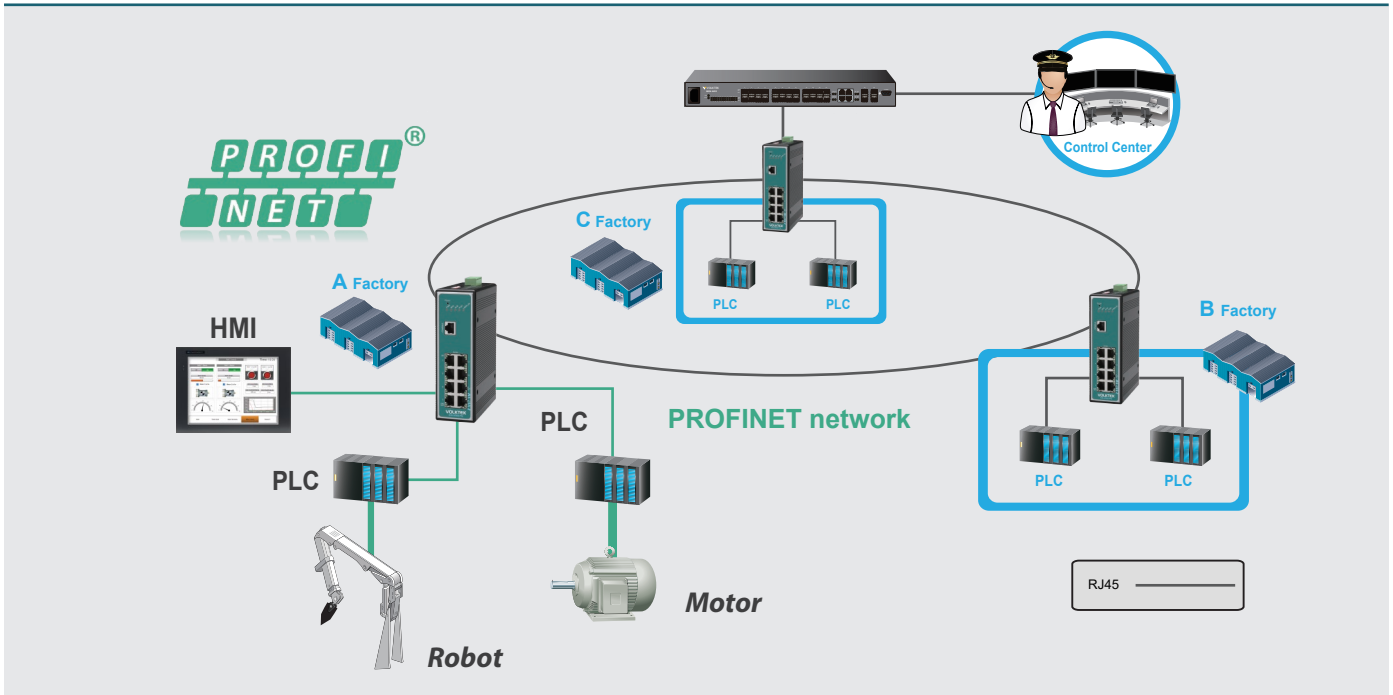 PROFI®
NET
Control Center
C Factory
PLC
PLC
A Factory
HMI
VOLKTEK
PLC
PROFINET network
PLC
B Factory
PLC
PLC
Motor
Robot
RJ45